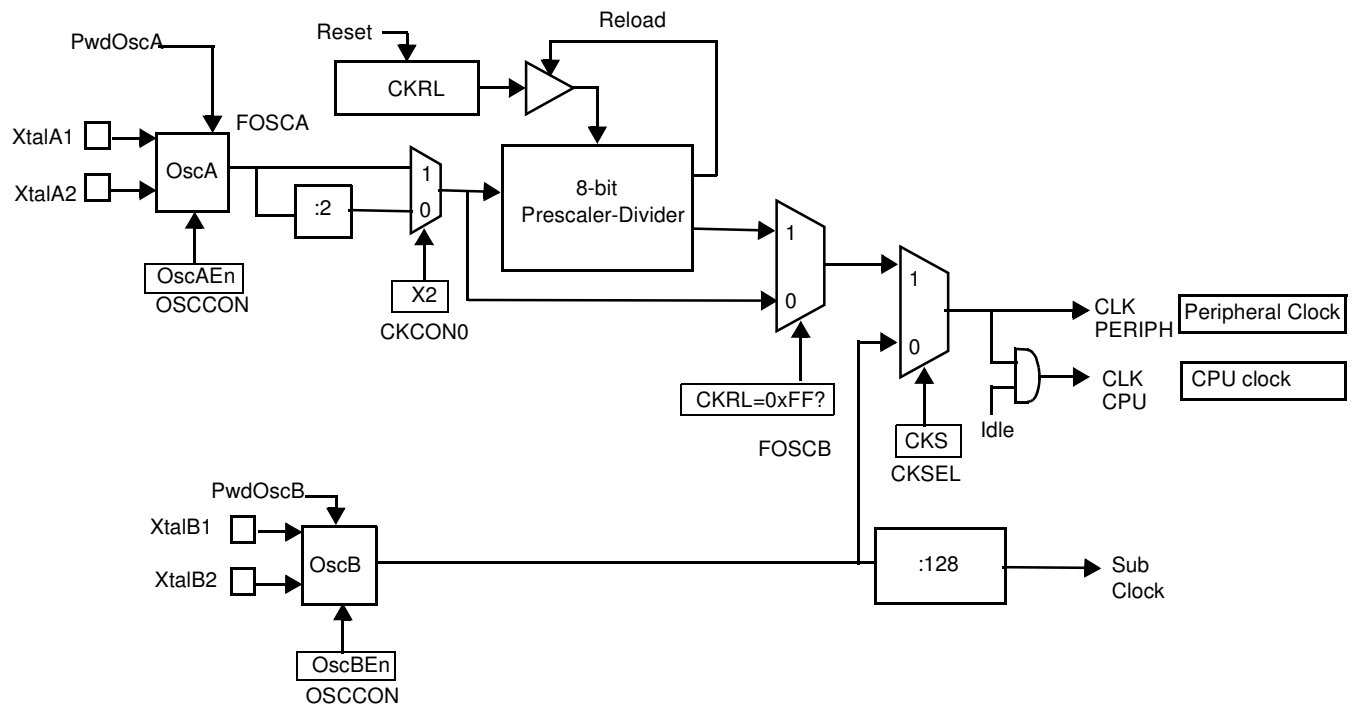 Reload
Reset
PwdOscA
CKRL
FOSCA
XtalA1
OscA
XtalA2
1
:2
0
8-bit
Prescaler-Divider
1
OscAEn
OSCCON
X2
CKCON0
0
1
0
CLK
PERIPH
Peripheral Clock
CLK
CPU
CPU clock
CKRL=0xFF?
Idle
FOSCB
CKS
CKSEL
PwdOscB
XtalB1
OscB
XtalB2
:128
Sub
Clock
OscBEn
OSCCON